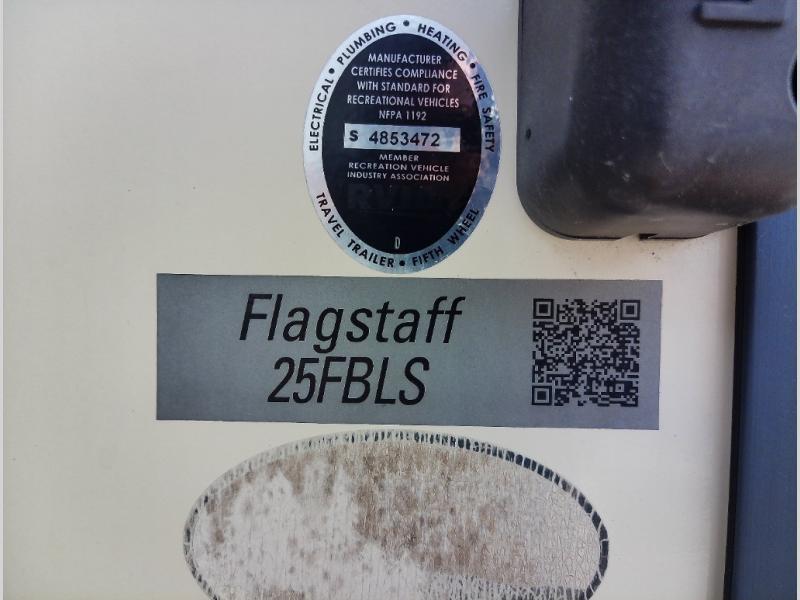 ELECTRICAL • PLUMBING • HEATING • FIRE SAFETY
MANUFACTURER
CERTIFIES COMPLIANCE
WITH STANDARD FOR
RECREATIONAL VEHICLES
NFPA 1192
S 4853472
MEMBER
RECREATION VEHICLE
INDUSTRY ASSOCIATION
D
TRAVEL TRAILER • FIFTH WHEEL
Flagstaff
25FBLS